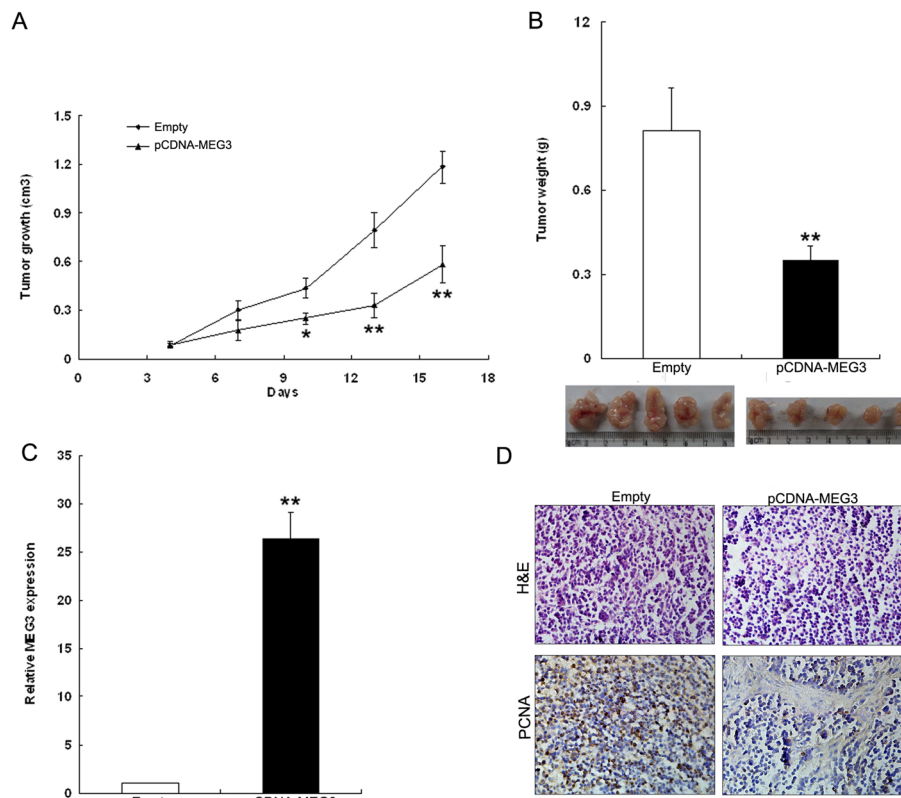 A
Tumor growth (cm3)
1.5
1.2
0.9
0.6
0.3
0
Empty
pCDNA-MEG3
*
**
**
0
3
6
9
12
15
18
Days
B
Tumor weight (g)
12
0.9
0.6
0.3
0
**
Empty
pCDNA-MEG3
C
Relative MEG3 expression
35
30
25
20
15
10
5
0
**
D
Empty
pCDNA-MEG3
H&E
PCNA